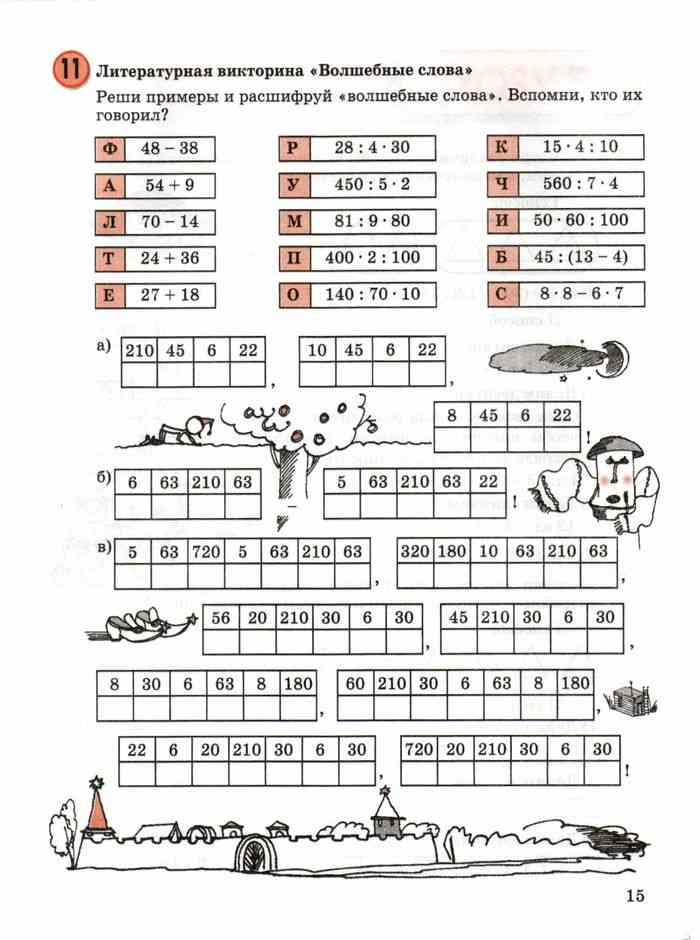 11 Литературная викторина «Волшебные слова»
Реши примеры и расшифруй «волшебные слова». Вспомни, кто их
говорил?
Ф 48 – 38 Р 28 : 4 · 30 К 15 · 4 : 10
А 54 + 9 У 450 : 5 · 2 Ч 560 : 7 · 4
Л 70 – 14 М 81 : 9 · 80 И 50 · 60 : 100
Т 24 + 36 П 400 · 2 : 100 Б 45 : (13 – 4)
Е 27 + 18 О 140 : 70 · 10 С 8 · 8 – 6 · 7
а) 210 45 6 22 , 10 45 6 22 ,
8 45 6 22 !
б) 6 63 210 63 – 5 63 210 63 22 !
в) 5 63 720 5 63 210 63 , 320 180 10 63 210 63 ,
56 20 210 30 6 30 , 45 210 30 6 30 ,
8 30 6 63 8 180 , 60 210 30 6 63 8 180 ,
22 6 20 210 30 6 30 , 720 20 210 30 6 30 !
15